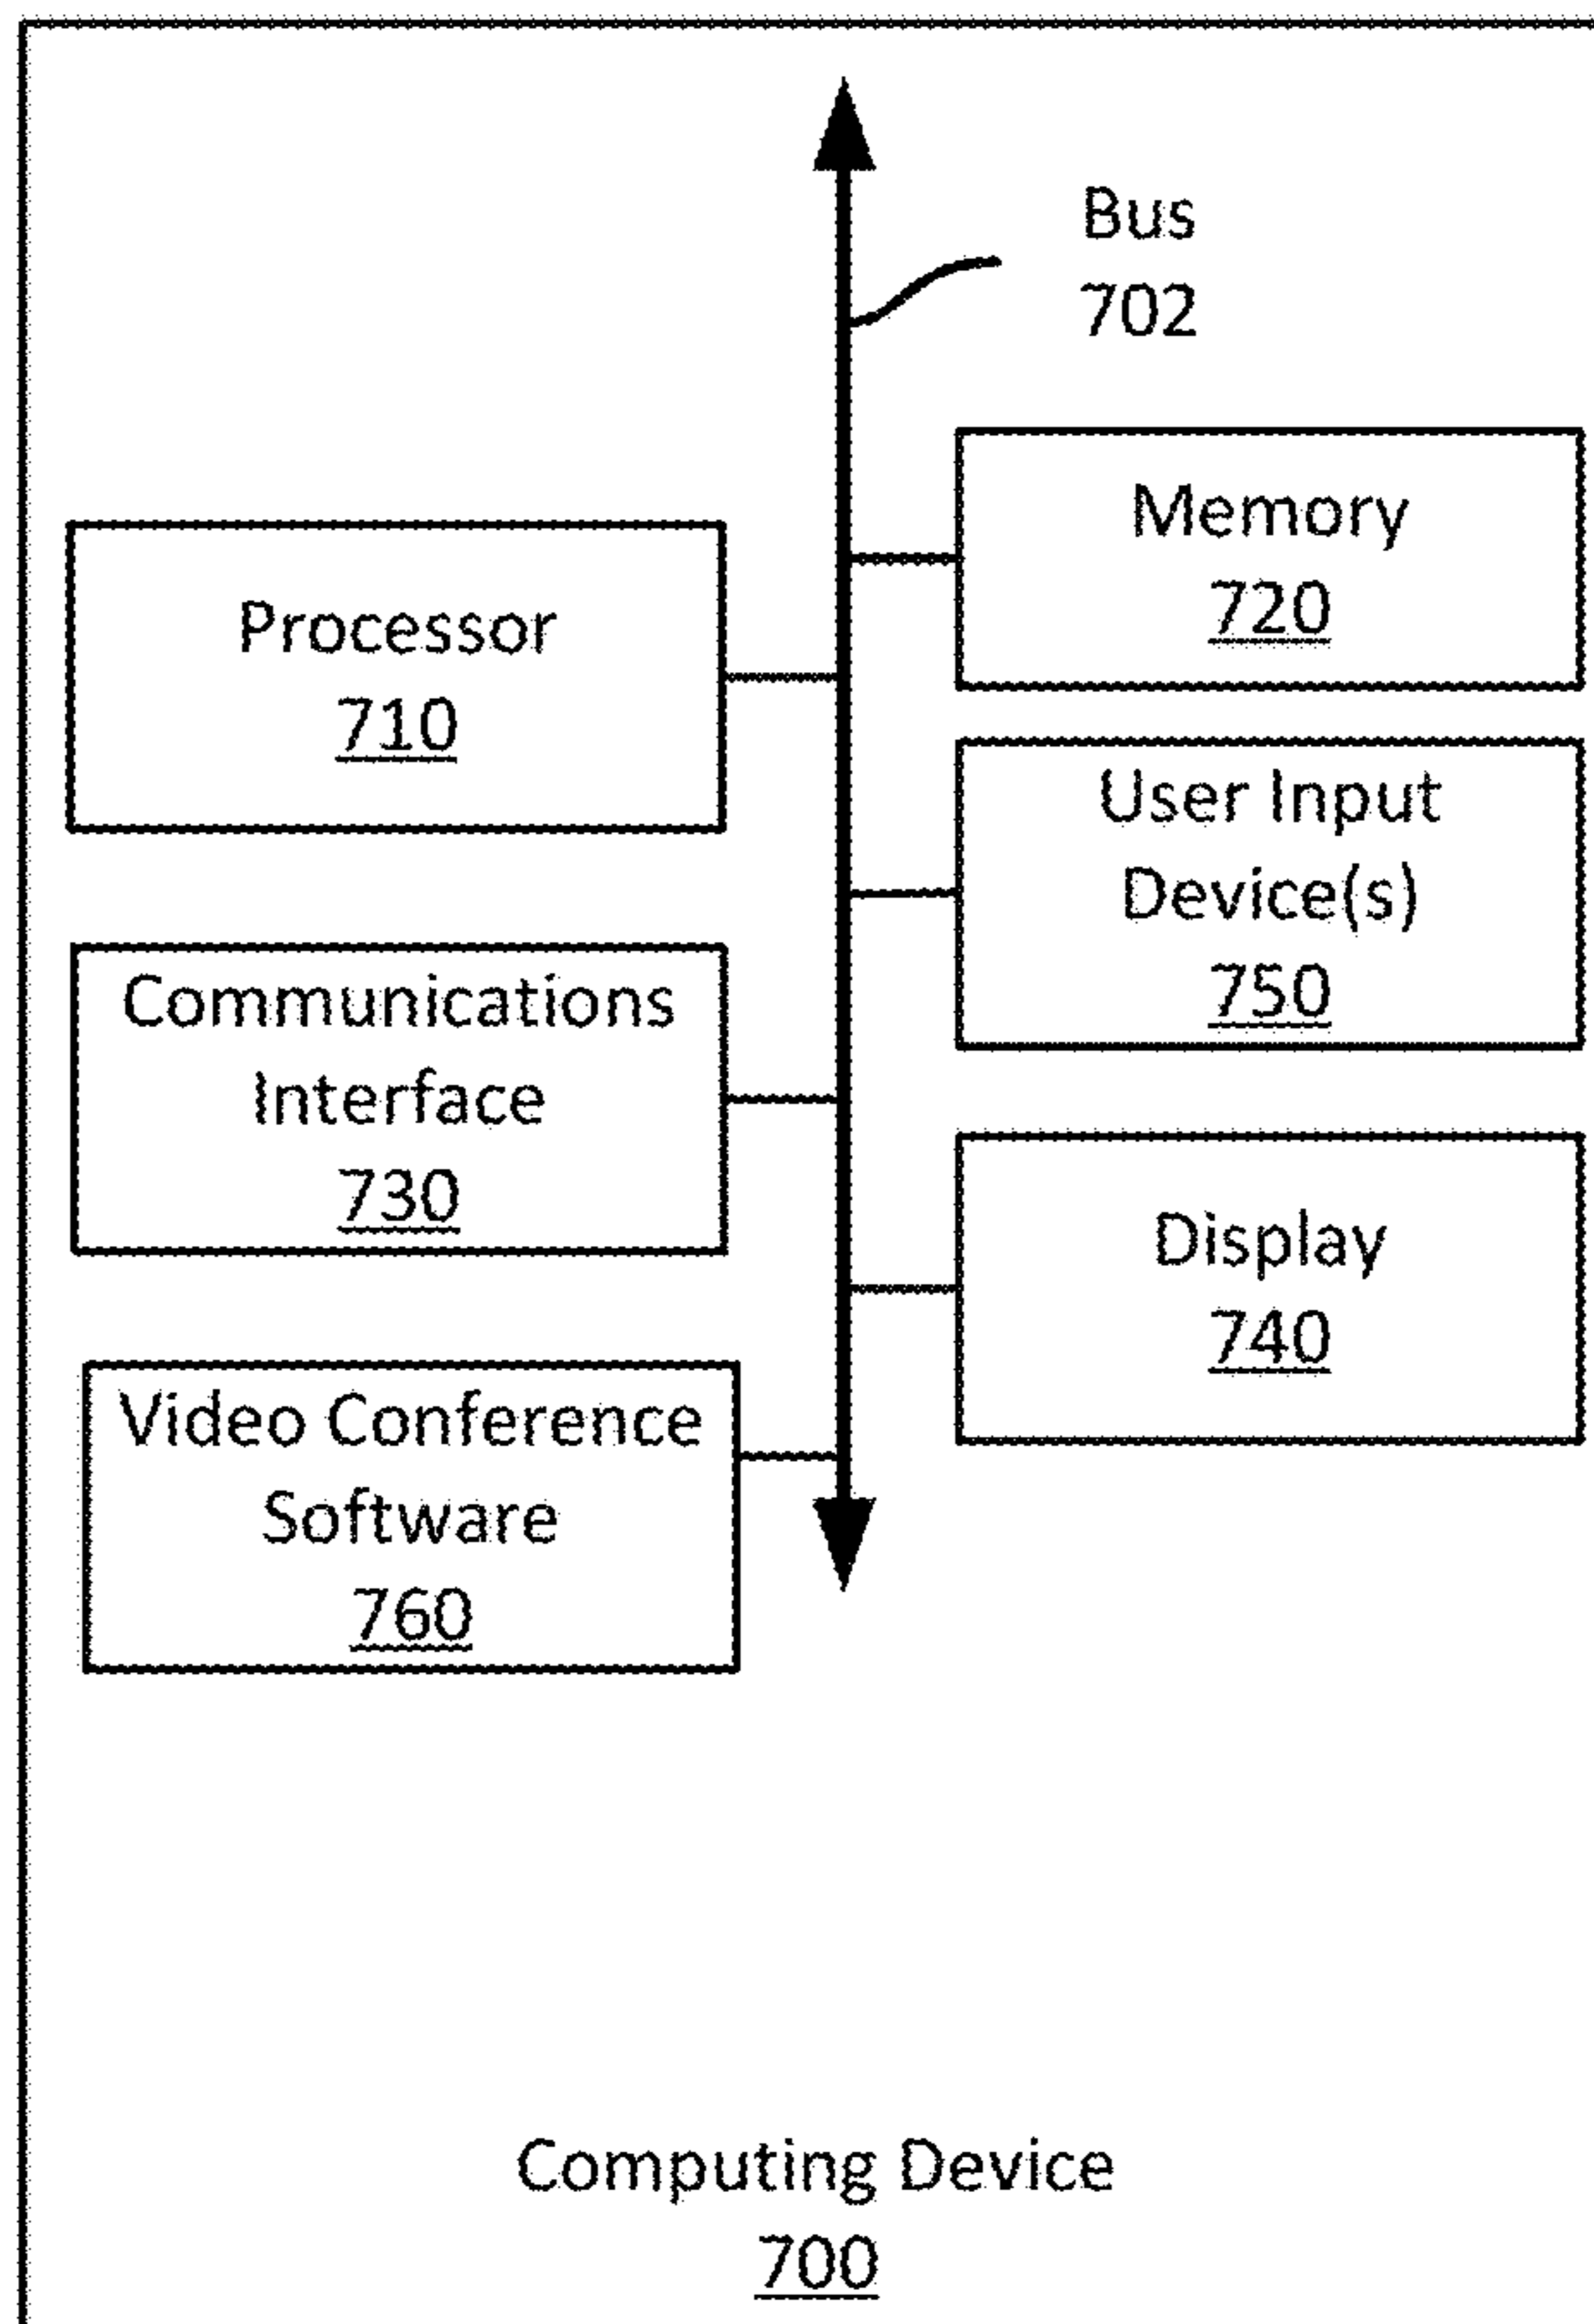 Bus
702
Memory
720
Processor
710
User Input
Device(s)
750
Communications
Interface
730
Display
740
Video Conference
Software
760
Computing Device
700